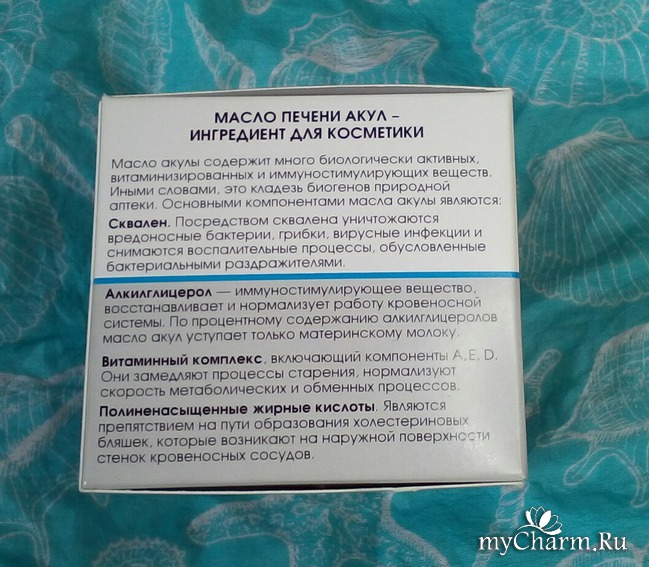 МАСЛО ПЕЧЕНИ АКУЛ –
ИНГРЕДИЕНТ ДЛЯ КОСМЕТИКИ
Масло акулы содержит много биологически активных,
витаминизированных и иммуностимулирующих веществ.
Иными словами, это кладезь биогенов природной
аптеки. Основными компонентами масла акулы являются:
Сквален. Посредством сквалена уничтожаются
вредоносные бактерии, грибки, вирусные инфекции и
снимаются воспалительные процессы, обусловленные
бактериальными раздражителями.
Алкилглицерол — иммуностимулирующее вещество,
восстанавливает и нормализует работу кровеносной
системы. По процентному содержанию алкилглицеролов
масло акул уступает только материнскому молоку.
Витаминный комплекс, включающий компоненты A,E, D.
Они замедляют процессы старения, нормализуют
скорость метаболических и обменных процессов.
Полиненасыщенные жирные кислоты. Являются
препятствием на пути образования холестериновых
бляшек, которые возникают на наружной поверхности
стенок кровеносных сосудов.
myCharm.Ru